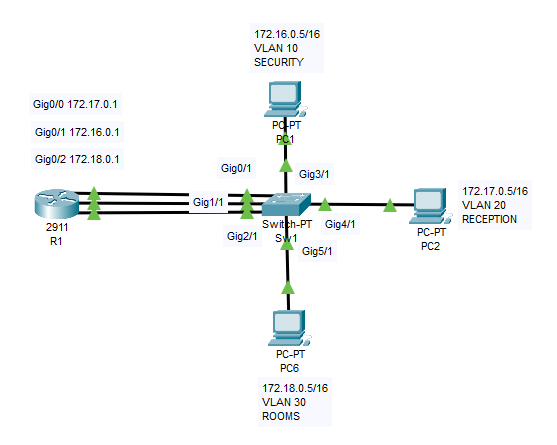 172.16.0.5/16
VLAN 10
SECURITY
PC-PT
PC1
Gig0/0 172.17.0.1
Gig0/1 172.16.0.1
Gig0/2 172.18.0.1
2911
R1
Gig0/1
Gig1/1
Gig2/1
Gig3/1
Switch-PT
Sw1
Gig4/1
Gig5/1
172.17.0.5/16
VLAN 20
RECEPTION
PC-PT
PC2
PC-PT
PC6
172.18.0.5/16
VLAN 30
ROOMS